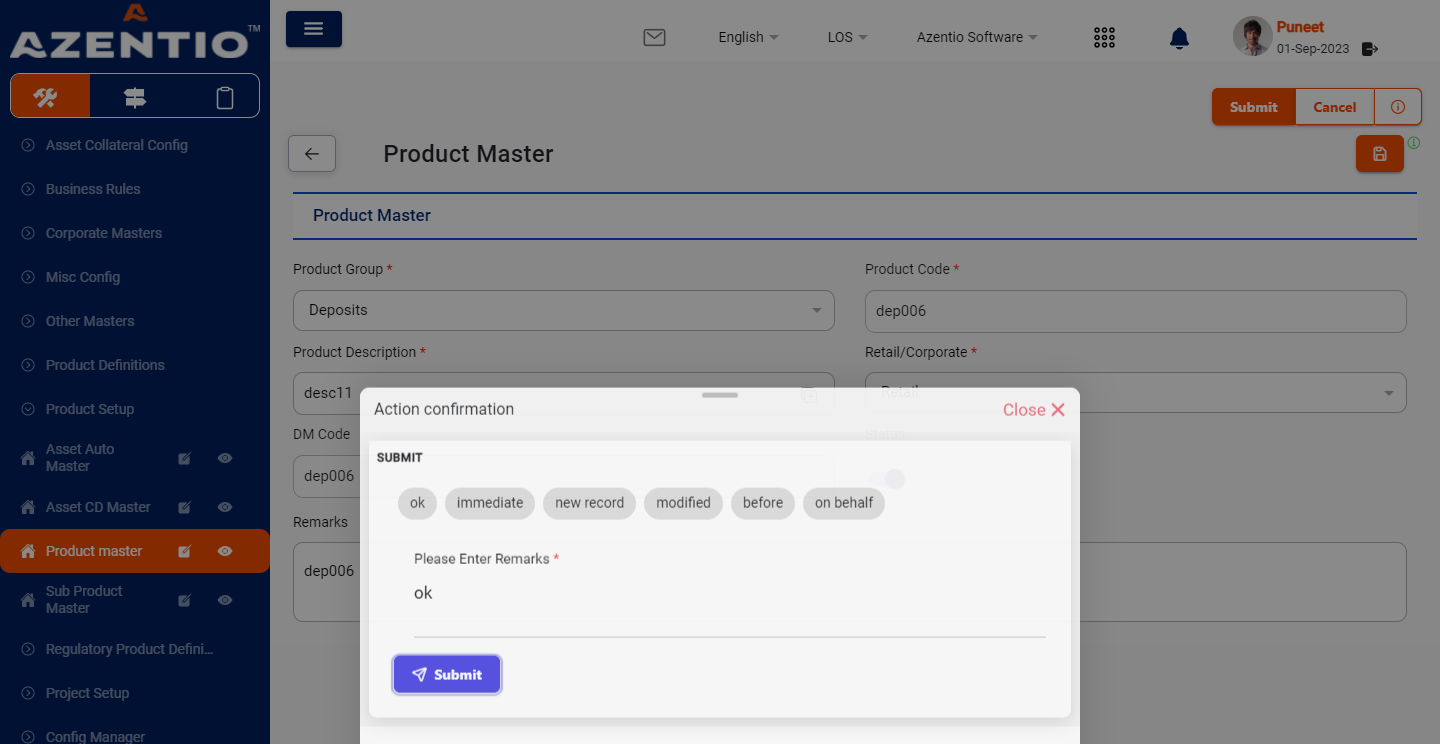 AZENTIO™
English
LOS
Azentio Software
Puneet
01-Sep-2023
Asset Collateral Config
Business Rules
Corporate Masters
Misc Config
Other Masters
Product Definitions
Product Setup
Asset Auto
Master
Asset CD Master
Product master
Sub Product
Master
Regulatory Product Defini...
Project Setup
Config Manager
Submit
Cancel
Product Master
Product Master
Product Group *
Deposits
Product Code *
dep006
Product Description *
desc11
Retail/Corporate *
Retail
DM Code
dep006
Status
Remarks
dep006
Action confirmation
Close
SUBMIT
ok
immediate
new record
modified
before
on behalf
Please Enter Remarks *
ok
Submit